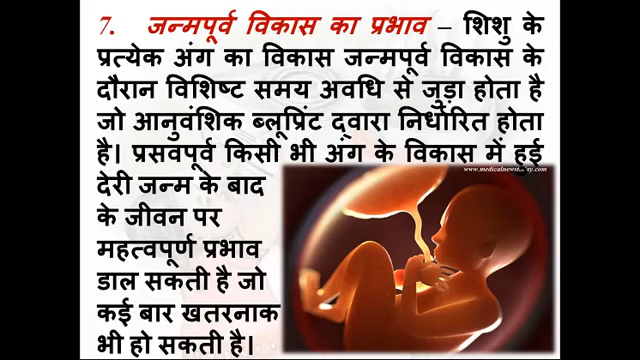 7. जन्मपूर्व विकास का प्रभाव – शिशु के
प्रत्येक अंग का विकास जन्मपूर्व विकास के
दौरान विशिष्ट समय अवधि से जुड़ा होता है
जो आनुवंशिक ब्लूप्रिंट द्वारा निर्धारित होता
है। प्रसवपूर्व किसी भी अंग के विकास में हुई
देरी जन्म के बाद
के जीवन पर
महत्वपूर्ण प्रभाव
डाल सकती है जो
कई बार खतरनाक
भी हो सकती है।